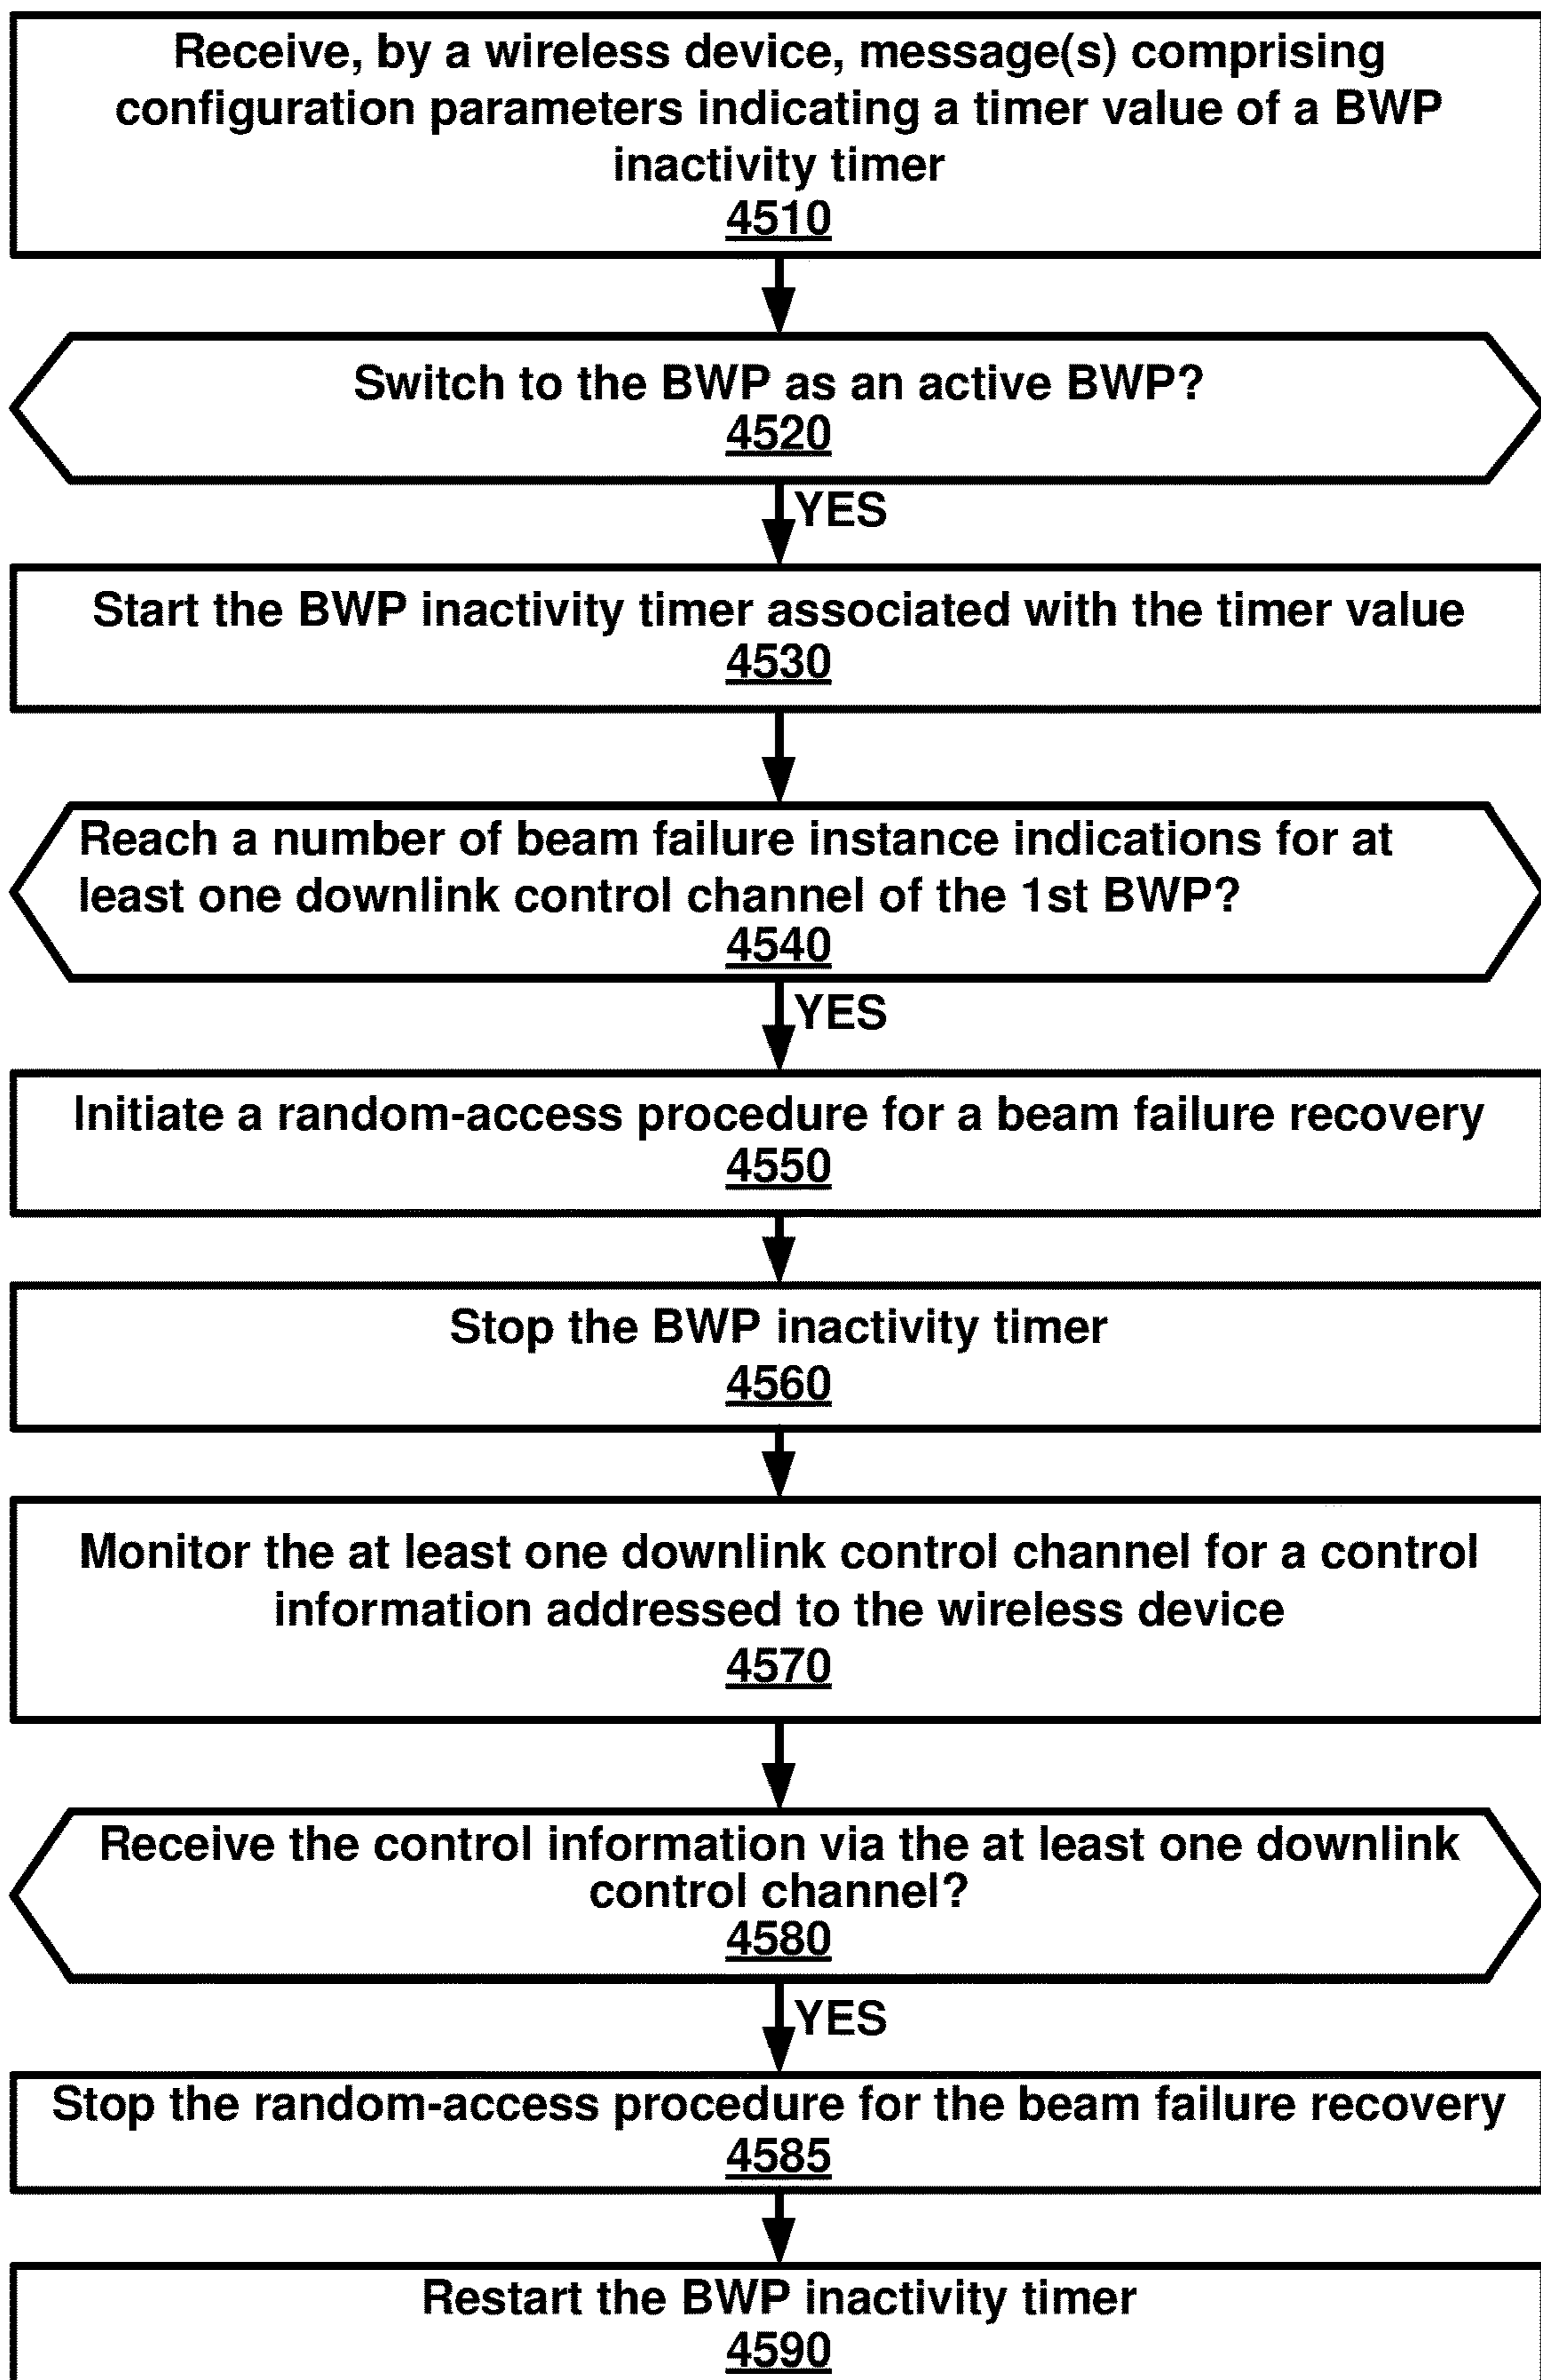 Receive, by a wireless device, message(s) comprising
configuration parameters indicating a timer value of a BWP
inactivity timer
4510
Switch to the BWP as an active BWP?
4520
YES
Start the BWP inactivity timer associated with the timer value
4530
Reach a number of beam failure instance indications for at
least one downlink control channel of the 1st BWP?
4540
YES
Initiate a random-access procedure for a beam failure recovery
4550
Stop the BWP inactivity timer
4560
Monitor the at least one downlink control channel for a control
information addressed to the wireless device
4570
Receive the control information via the at least one downlink
control channel?
4580
YES
Stop the random-access procedure for the beam failure recovery
4585
Restart the BWP inactivity timer
4590